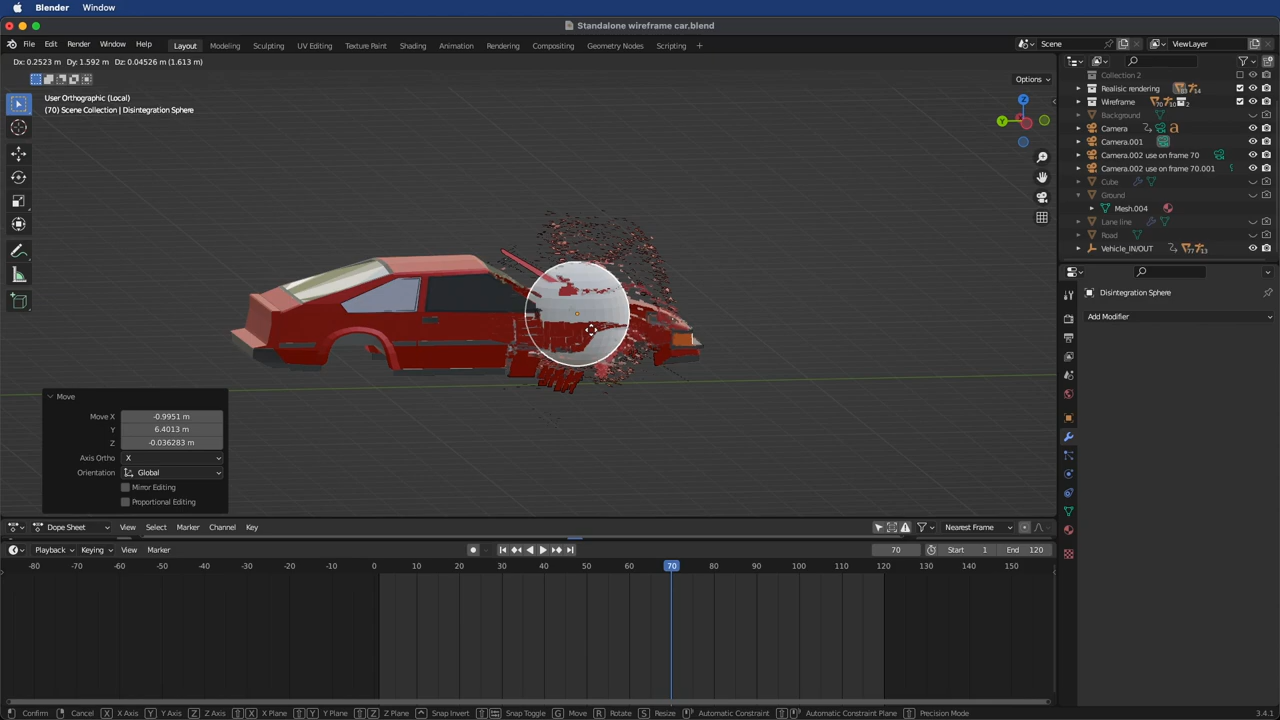 Blender Window
Standalone wireframe car.blend
File Edit Render Window Help Layout Modeling Sculpting UV Editing Texture Paint Shading Animation Rendering Compositing Geometry Nodes Scripting + Scene ViewLayer
Dx: 0.2523 m Dy: 1.592 m Dz: 0.04526 m (1.613 m)
Options
User Orthographic (Local)
(70) Scene Collection | Disintegration Sphere
Z
Y
Collection 2
Realisic rendering 14
Wireframe 70 10 2
Background
Camera
Camera.001
Camera.002 use on frame 70
Camera.002 use on frame 70.001
Cube
Ground
Mesh.004
Lane line
Road
Vehicle_IN/OUT 77 13
Disintegration Sphere
Add Modifier
Move
Move X -0.9951 m
Y 6.4013 m
Z -0.036283 m
Axis Ortho X
Orientation Global
Mirror Editing
Proportional Editing
Dope Sheet View Select Marker Channel Key Nearest Frame
Playback Keying View Marker 70 Start 1 End 120
-80 -70 -60 -50 -40 -30 -20 -10 0 10 20 30 40 50 60 70 80 90 100 110 120 130 140 150
Confirm Cancel X X Axis Y Y Axis Z Z Axis X X Plane Y Y Plane Z Z Plane Snap Invert Snap Toggle G Move R Rotate S Resize Automatic Constraint Automatic Constraint Plane Precision Mode 3.4.1